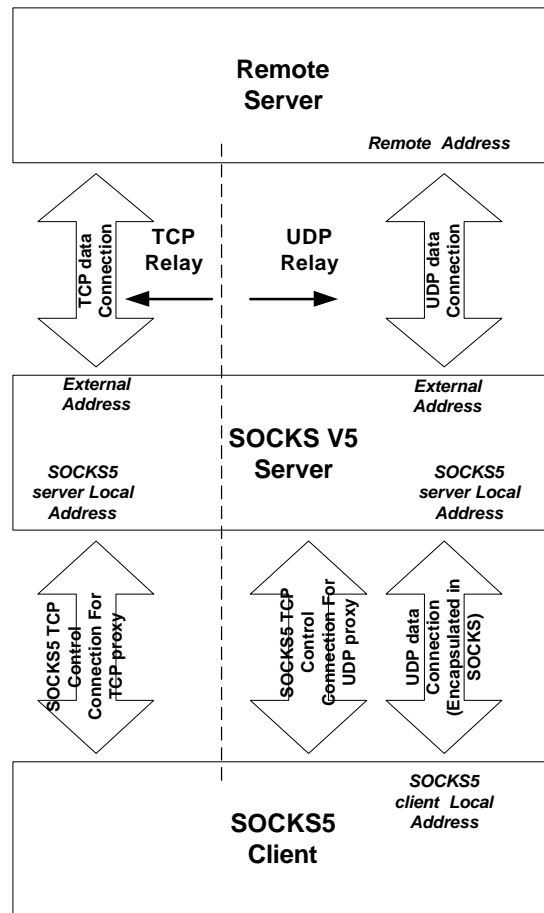 Remote
Server
Remote Address
TCP data
Connection
TCP
Relay
UDP
Relay
UDP data
Connection
External
Address
External
Address
SOCKS V5
Server
SOCKS5
server Local
Address
SOCKS5
server Local
Address
SOCKS5 TCP
Control
Connection For
TCP proxy
SOCKS5 TCP
Control
Connection For
UDP proxy
UDP data
Connection
(Encapsulated in
SOCKS)
SOCKS5
client Local
Address
SOCKS5
Client